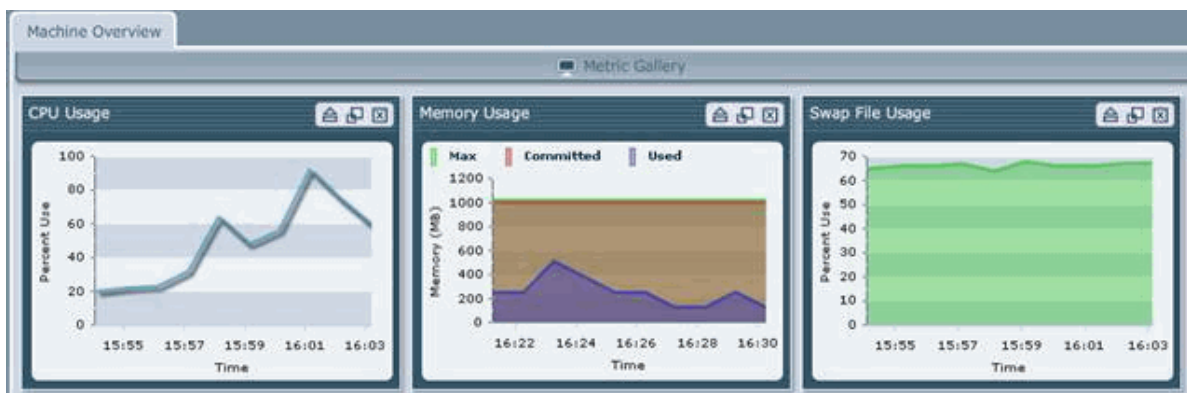 Machine Overview
Metric Gallery
CPU Usage
100
80
60
40
20
0
Percent Use
15:55 15:57 15:59 16:01 16:03
Time
Memory Usage
Max Committed Used
1200
1000
800
600
400
200
0
Memory (MB)
16:22 16:24 16:26 16:28 16:30
Time
Swap File Usage
70
60
50
40
30
20
10
0
Percent Use
15:55 15:57 15:59 16:01 16:03
Time